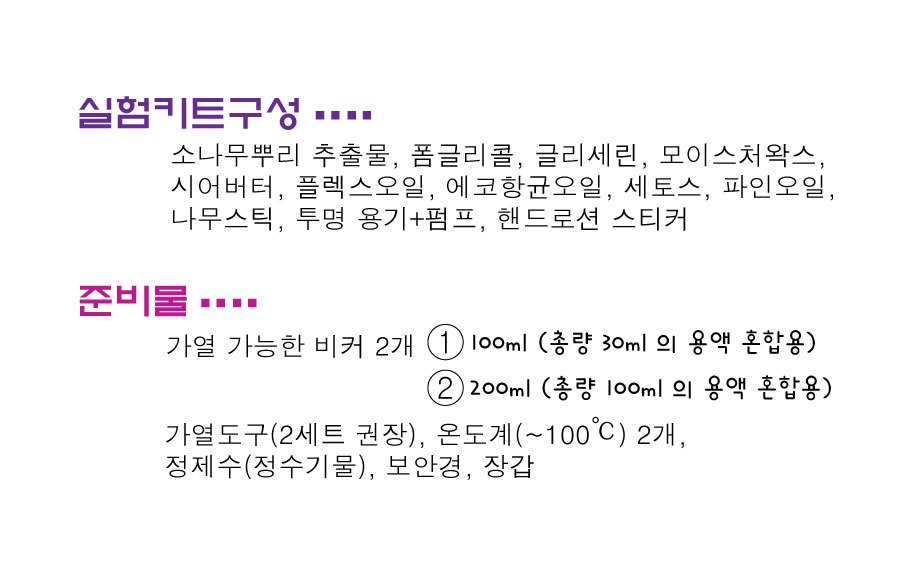 실험키트구성 ....
소나무뿌리 추출물, 폼글리콜, 글리세린, 모이스처왁스,
시어버터, 플렉스오일, 에코항균오일, 세토스, 파인오일,
나무스틱, 투명 용기+펌프, 핸드로션 스티커
준비물 ....
가열 가능한 비커 2개 ① 100ml (총량 30ml 의 용액 혼합용)
② 200ml (총량 100ml 의 용액 혼합용)
가열도구(2세트 권장), 온도계(~100℃) 2개,
정제수(정수기물), 보안경, 장갑